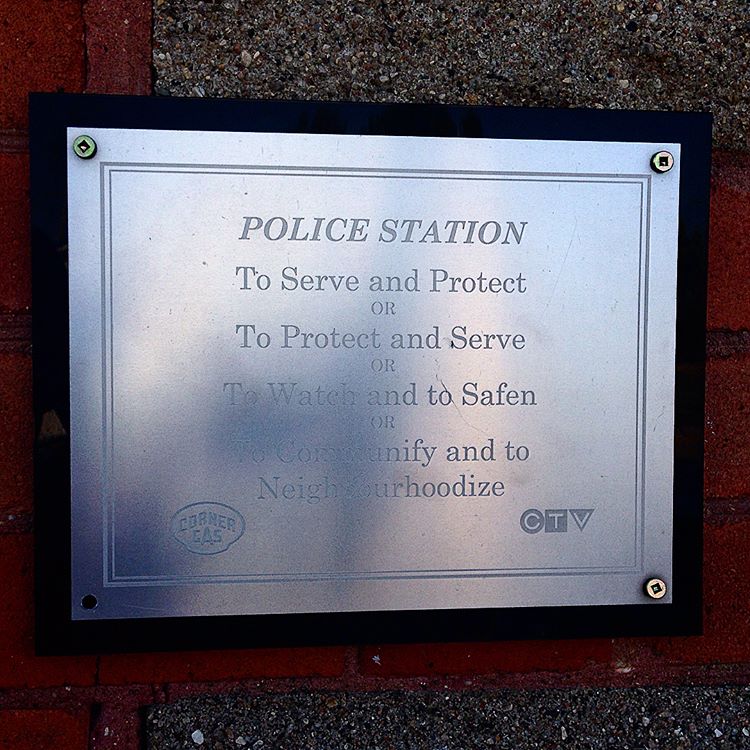 POLICE STATION
To Serve and Protect
OR
To Protect and Serve
OR
To Watch and to Safen
OR
To Communify and to
Neighbourhoodize
CORNER
GAS
CTV